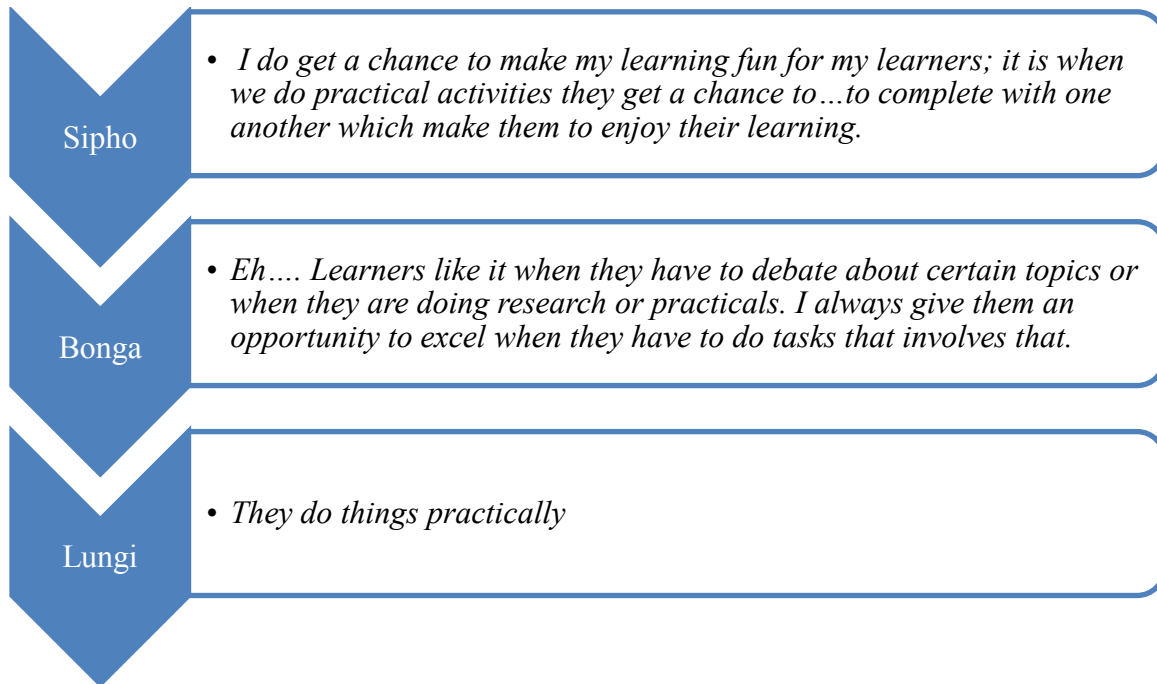 Sipho
• I do get a chance to make my learning fun for my learners; it is when
we do practical activities they get a chance to…to complete with one
another which make them to enjoy their learning.
Bonga
• Eh…. Learners like it when they have to debate about certain topics or
when they are doing research or practicals. I always give them an
opportunity to excel when they have to do tasks that involves that.
Lungi
• They do things practically